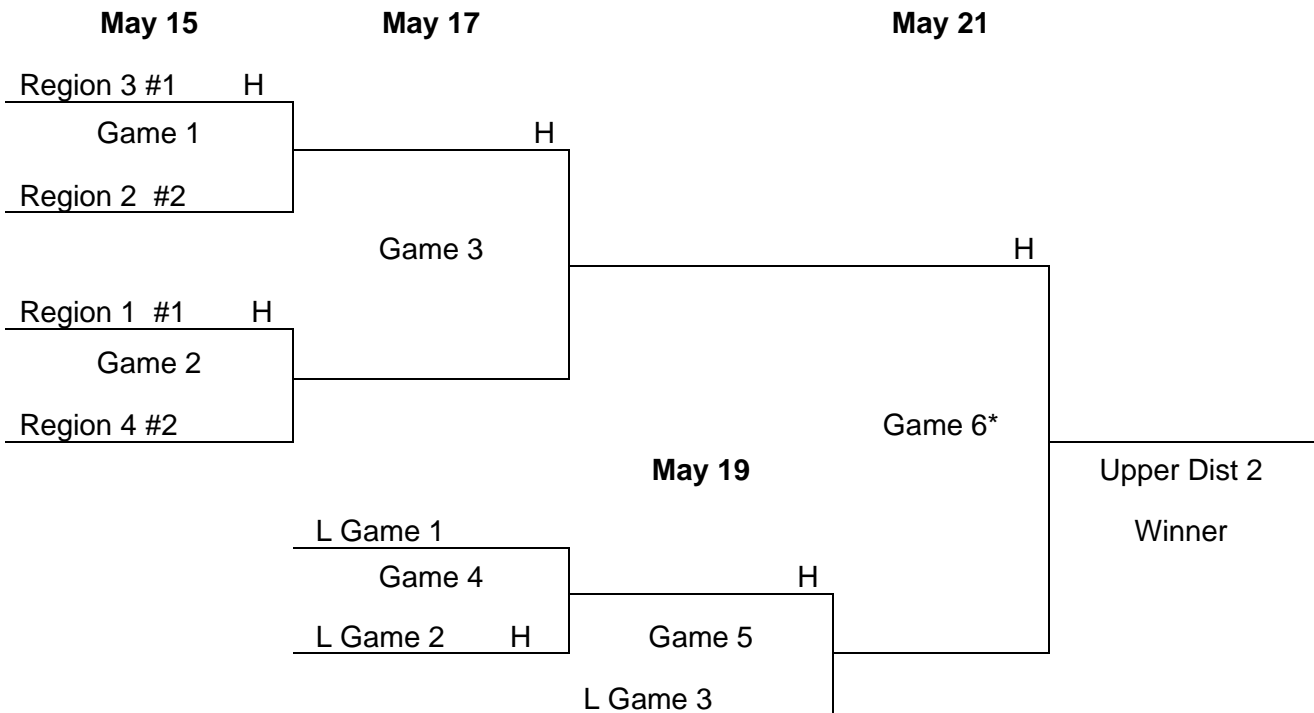 May 15 May 17 May 21
Region 3 #1 H
Game 1 H
Region 2 #2
Game 3 H
Region 1 #1 H
Game 2
Region 4 #2 Game 6*
May 19 Upper Dist 2
L Game 1 Winner
Game 4 H
L Game 2 H Game 5
L Game 3